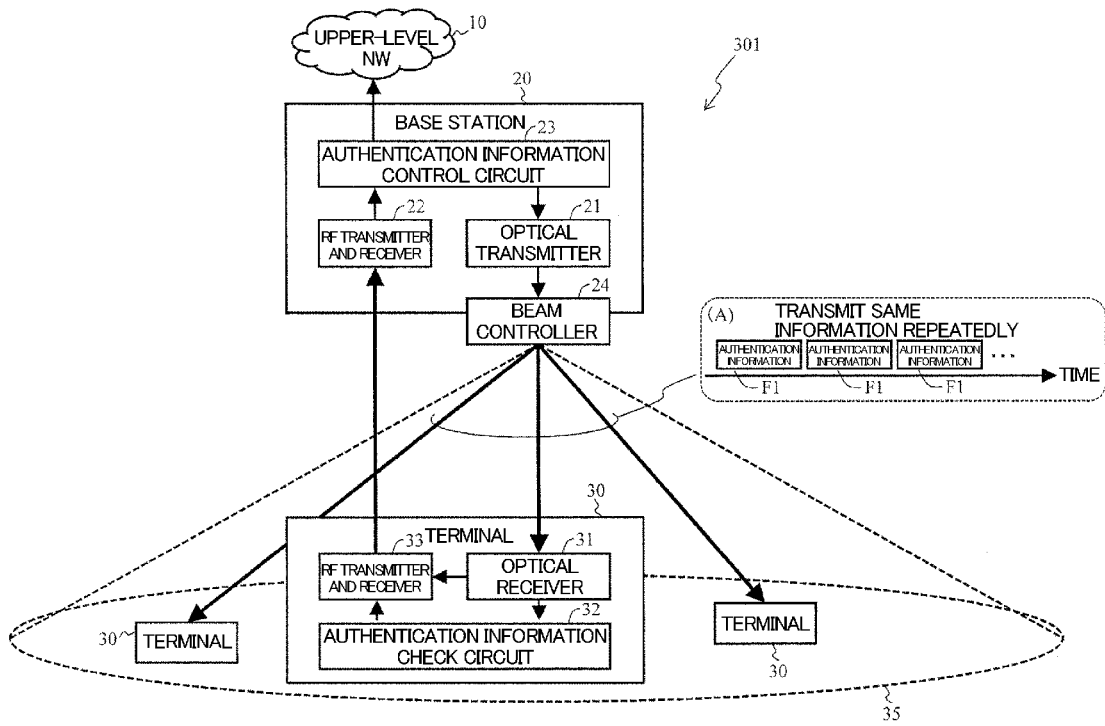 UPPER-LEVEL
NW
10
301
20
BASE STATION
23
AUTHENTICATION INFORMATION
CONTROL CIRCUIT
22
21
RF TRANSMITTER
AND RECEIVER
OPTICAL
TRANSMITTER
24
BEAM
CONTROLLER
(A)
TRANSMIT SAME
INFORMATION REPEATEDLY
AUTHENTICATION
INFORMATION
AUTHENTICATION
INFORMATION
AUTHENTICATION
INFORMATION
...
TIME
F1
F1
F1
30
TERMINAL
33
31
RF TRANSMITTER
AND RECEIVER
OPTICAL
RECEIVER
32
AUTHENTICATION INFORMATION
CHECK CIRCUIT
30
TERMINAL
TERMINAL
30
35